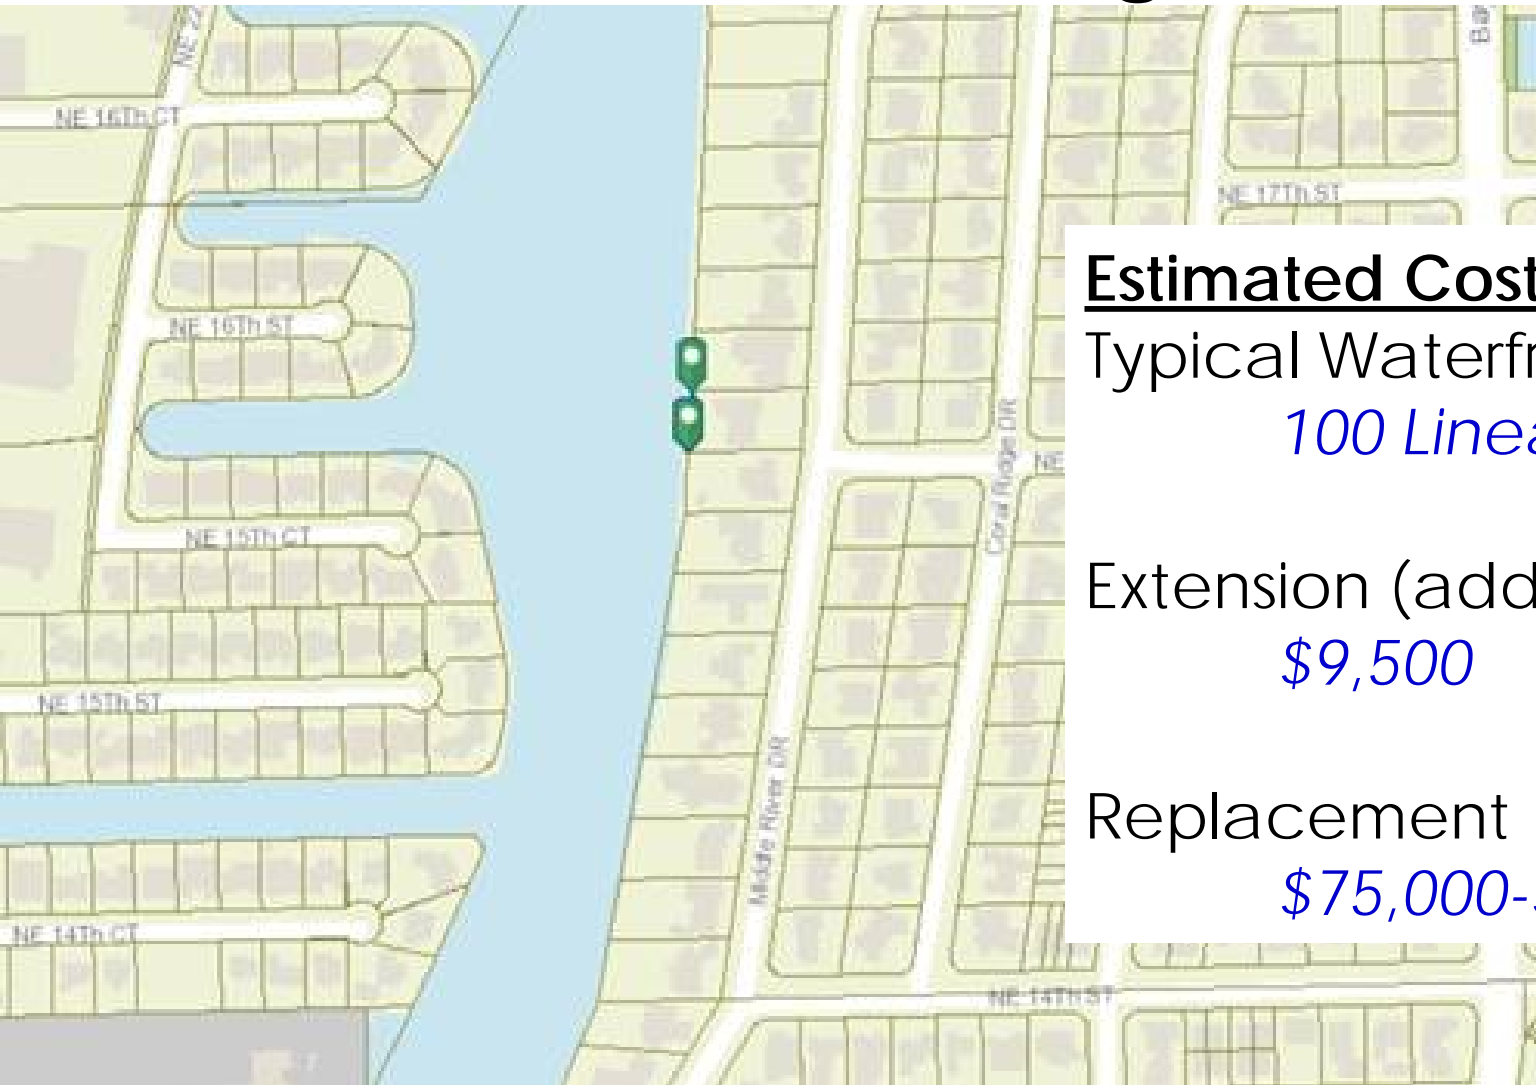 NE 16Th CT
NE 17Th ST
Estimated Cost
Typical Waterfr
NE 16Th ST
100 Linea
Coral Ridge DR
NE
NE 15Th CT
Extension (add
$9,500
NE 15Th ST
Middle River DR
Replacement
$75,000-
NE 14Th CT
NE 14Th ST